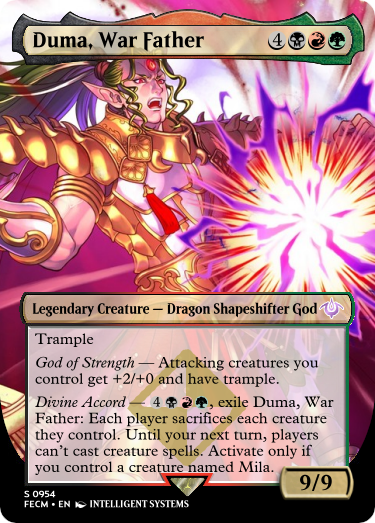 Duma, War Father 4
Legendary Creature — Dragon Shapeshifter God
Trample
God of Strength — Attacking creatures you
control get +2/+0 and have trample.
Divine Accord — 4, exile Duma, War
Father: Each player sacrifices each creature
they control. Until your next turn, players
can't cast creature spells. Activate only if
you control a creature named Mila.
9/9
S 0954
FECM • EN INTELLIGENT SYSTEMS